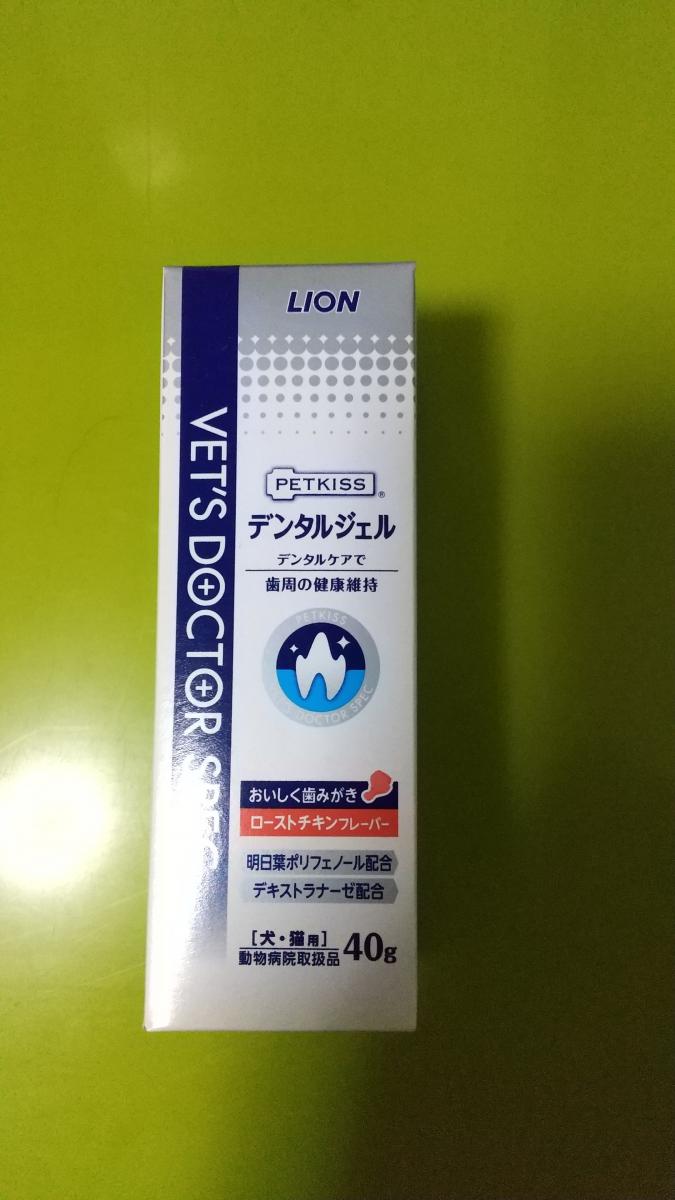 LION
VET'S DOCTOR SPEC
PETKISS®
デンタルジェル
デンタルケアで
歯周の健康維持
PETKISS
VET'S DOCTOR SPEC
おいしく歯みがき
ローストチキンフレーバー
明日葉ポリフェノール配合
デキストラナーゼ配合
[犬・猫用]
動物病院取扱品 40g